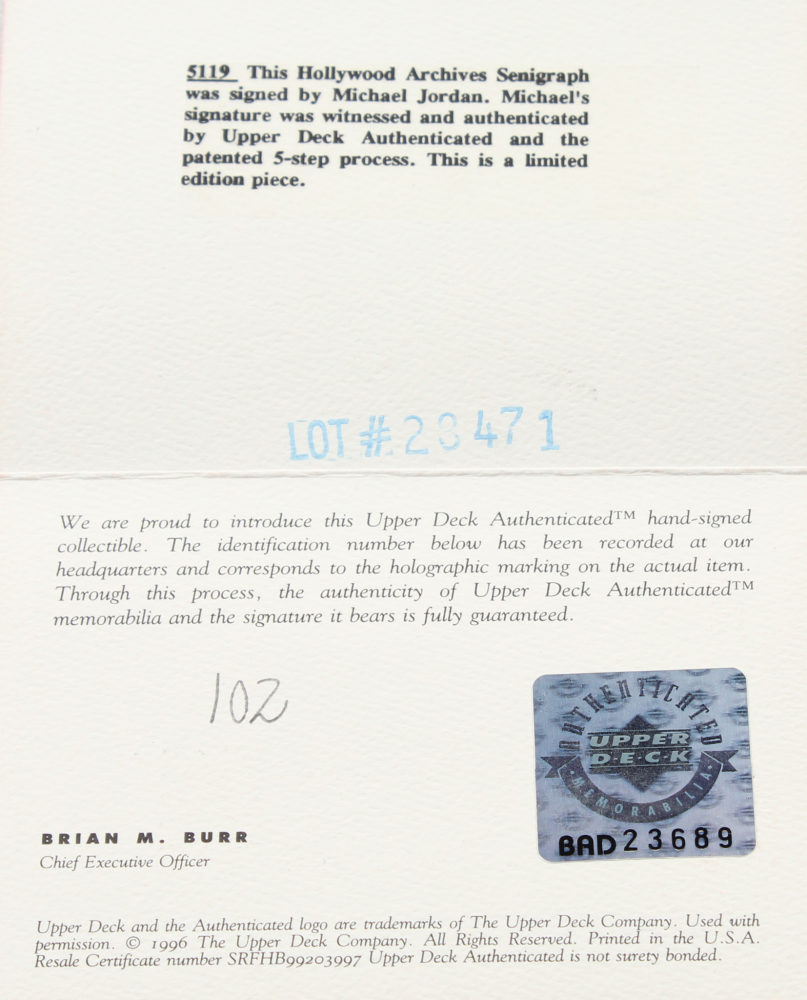 5119 This Hollywood Archives Senigraph
was signed by Michael Jordan. Michael's
signature was witnessed and authenticated
by Upper Deck Authenticated and the
patented 5-step process. This is a limited
edition piece.
LOT # 28471
We are proud to introduce this Upper Deck Authenticated™ hand-signed
collectible. The identification number below has been recorded at our
headquarters and corresponds to the holographic marking on the actual item.
Through this process, the authenticity of Upper Deck Authenticated™
memorabilia and the signature it bears is fully guaranteed.
102
AUTHENTICATED
UPPER
D·E·C·K
·MEMORABILIA·
BAD23689
BRIAN M. BURR
Chief Executive Officer
Upper Deck and the Authenticated logo are trademarks of The Upper Deck Company. Used with
permission. © 1996 The Upper Deck Company. All Rights Reserved. Printed in the U.S.A.
Resale Certificate number SRFHB99203997 Upper Deck Authenticated is not surety bonded.